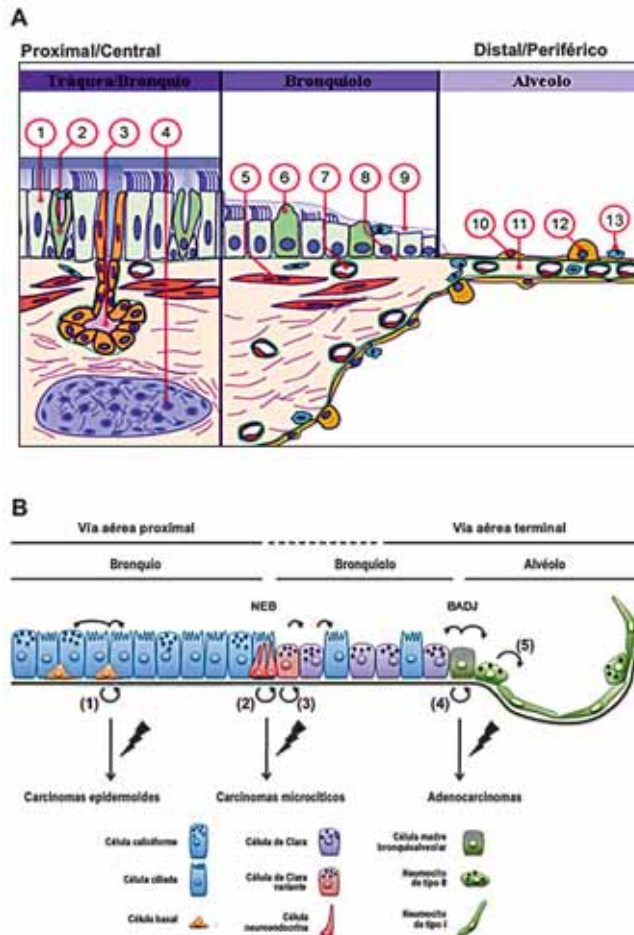 A
Proximal/Central Distal/Periférico
Tráquea/Bronquio Bronquiolo Alveolo
1 2 3 4 5 6 7 8 9 10 11 12 13
B
Vía aérea proximal Vía aérea terminal
Bronquio Bronquiolo Alvéolo
NEB BADJ
(5)
(1) (2) (3) (4)
Carcinomas epidermoides Carcinomas microcíticos Adenocarcinomas
Célula caliciforme Célula de Clara Célula madre
bronquioalveolar
Célula ciliada Célula de Clara
variante
Neumocito
de tipo II
Célula basal Célula
neuroendocrina
Neumocito
de tipo I